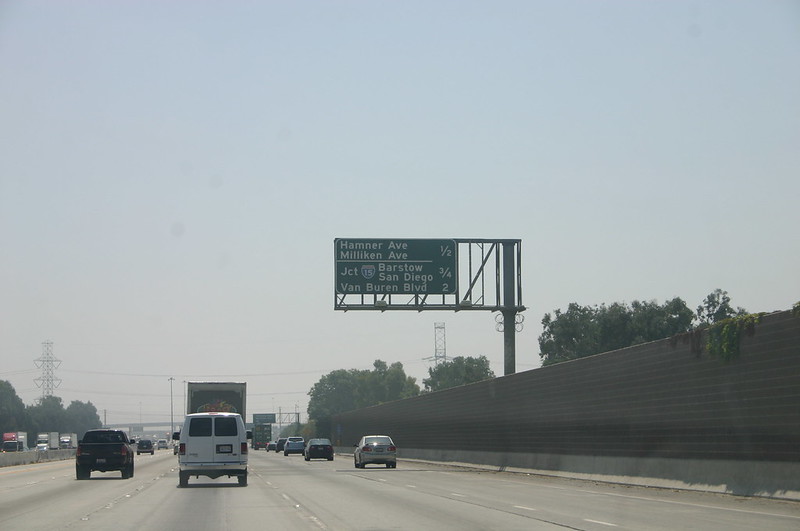 Hamner Ave
Milliken Ave 1/2
Jct 15 Barstow
San Diego 3/4
Van Buren Blvd 2